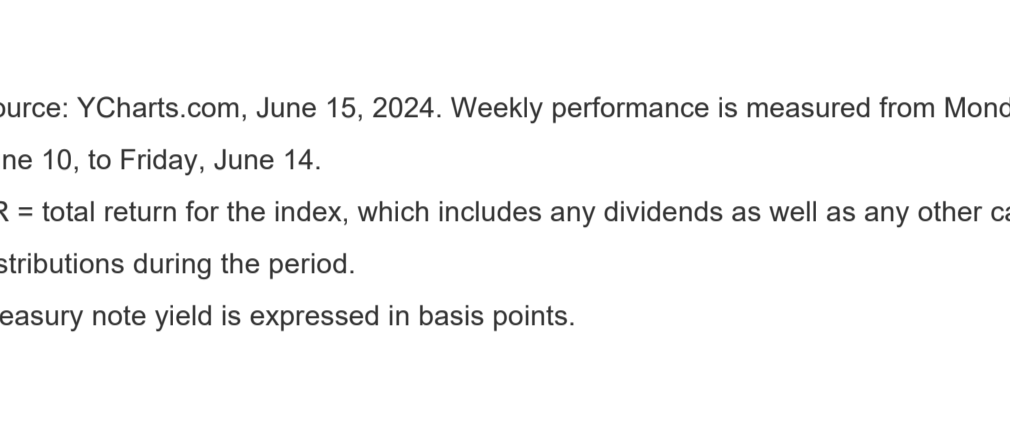 ource: YCharts.com, June 15, 2024. Weekly performance is measured from Mond
ne 10, to Friday, June 14.
R = total return for the index, which includes any dividends as well as any other ca
stributions during the period.
easury note yield is expressed in basis points.